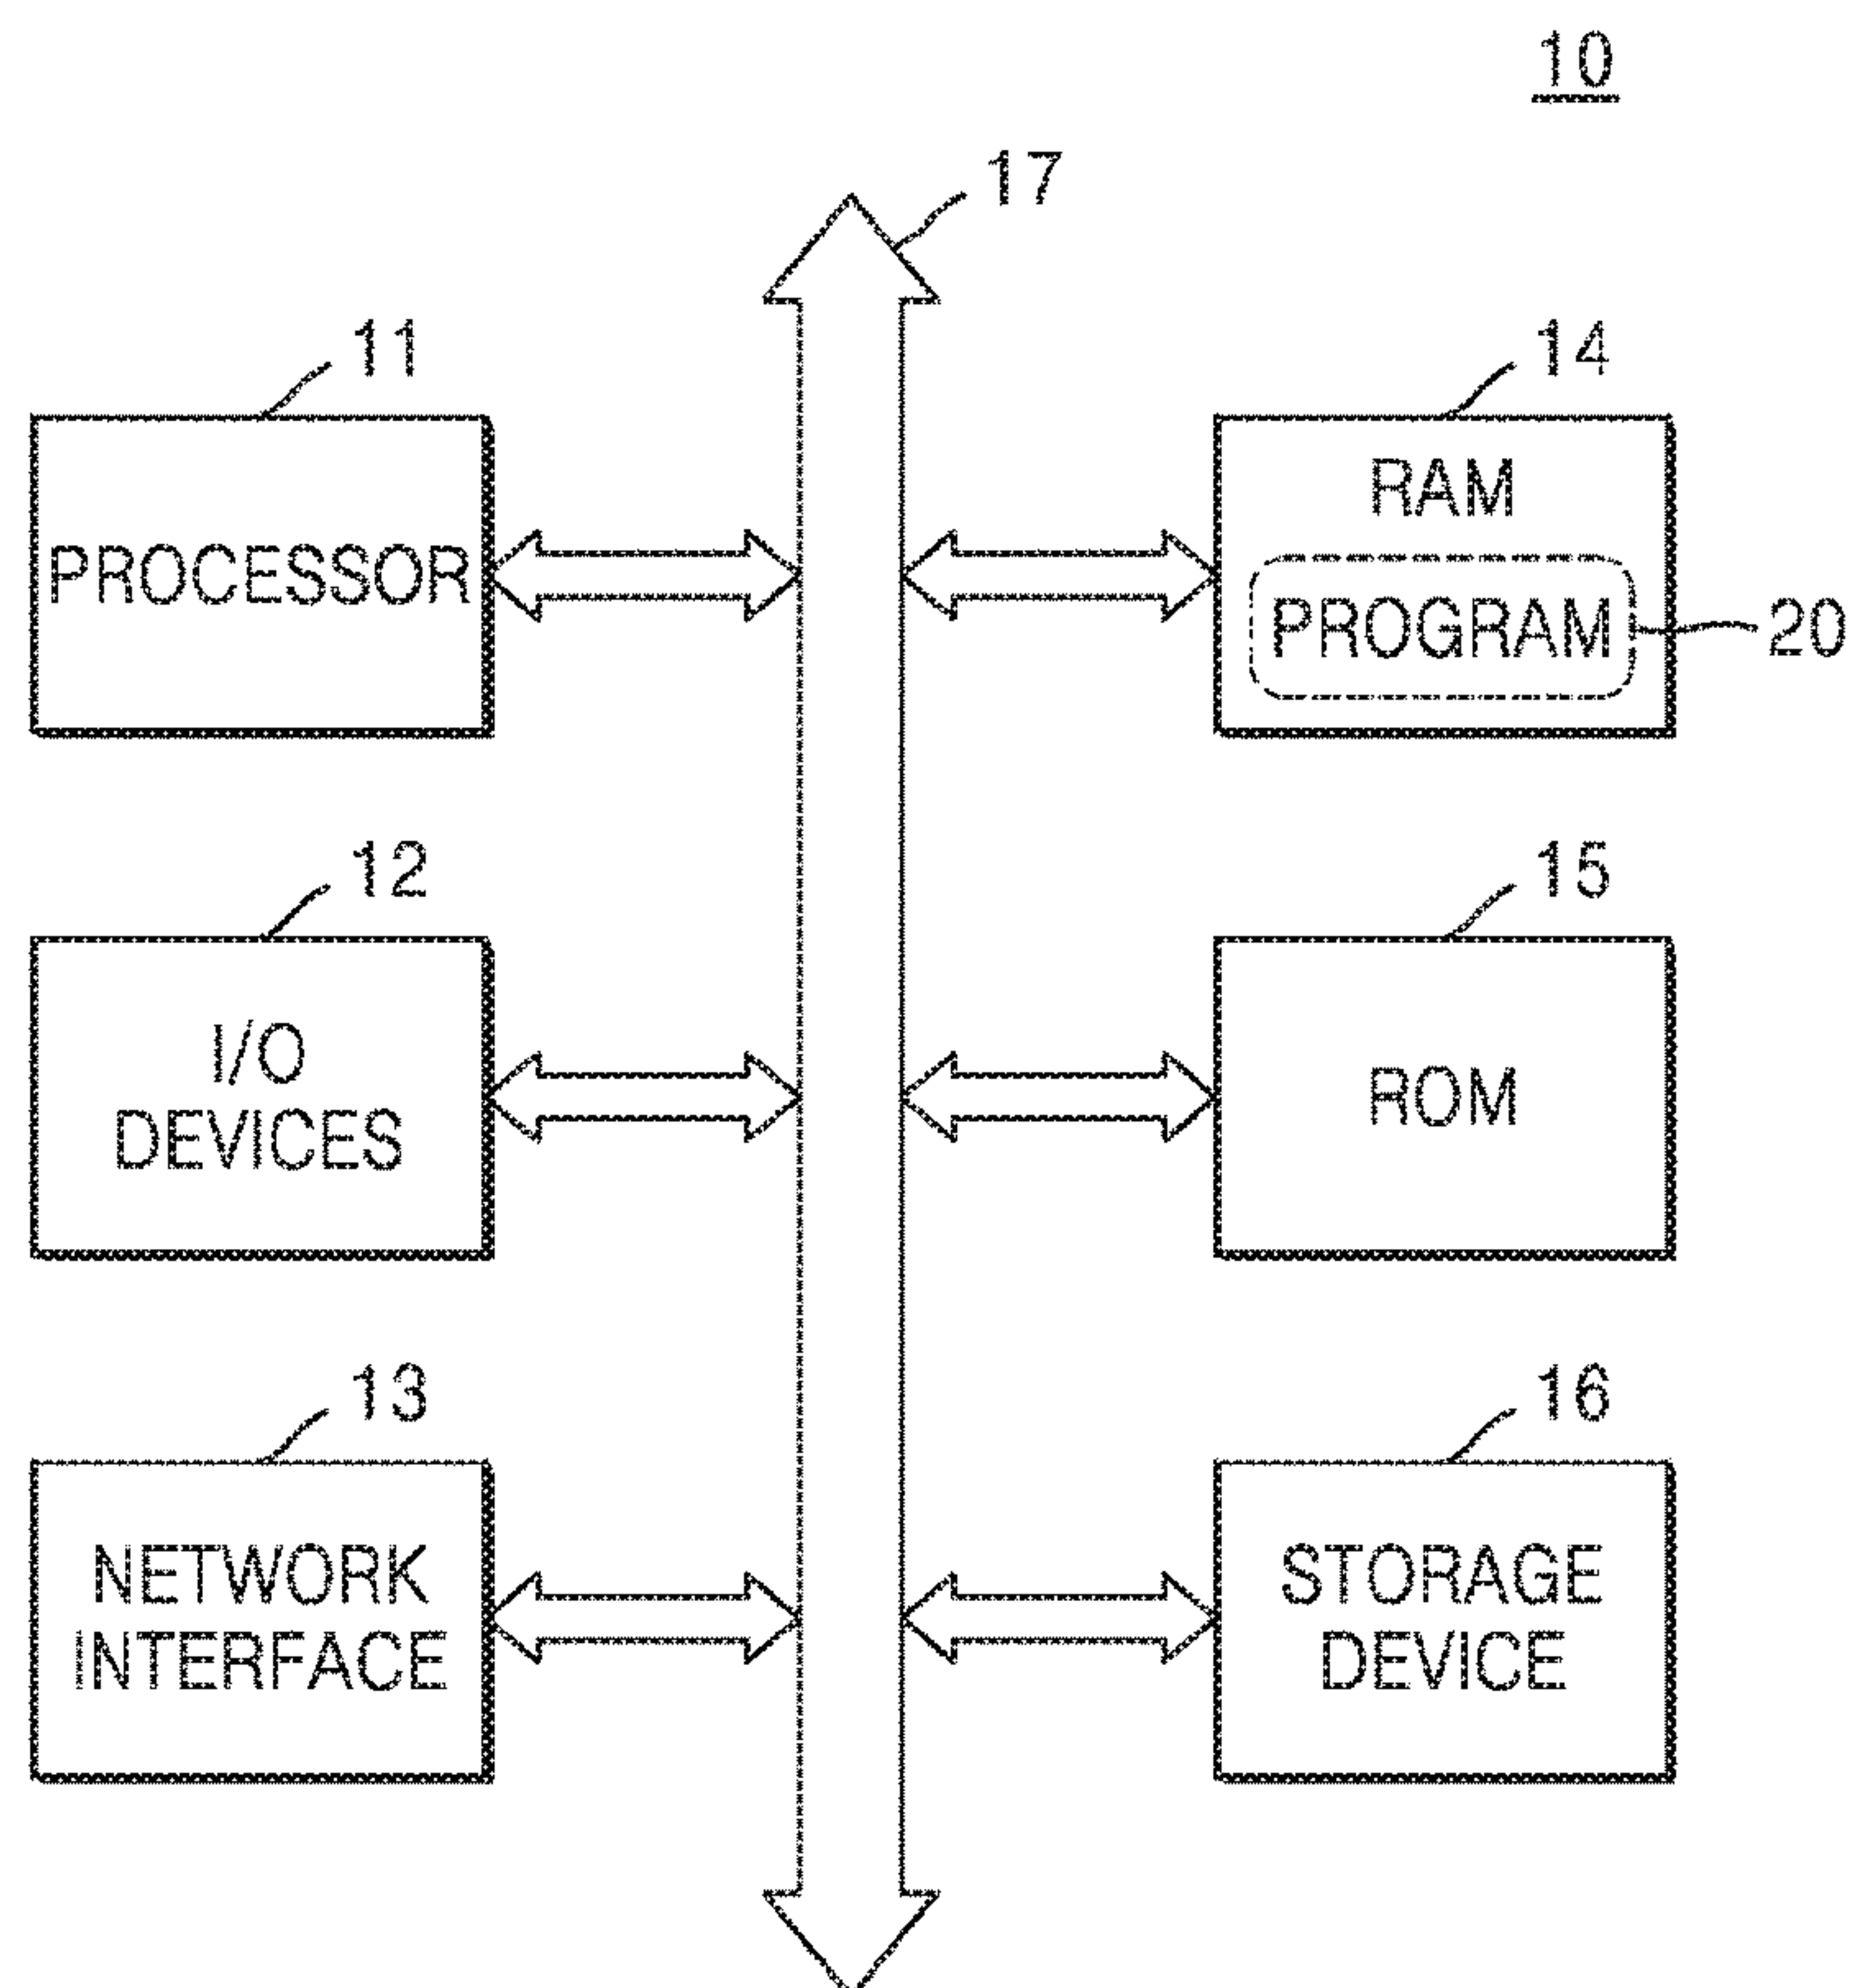 10
17
11
PROCESSOR
14
RAM
PROGRAM
20
12
I/O
DEVICES
15
ROM
13
NETWORK
INTERFACE
16
STORAGE
DEVICE